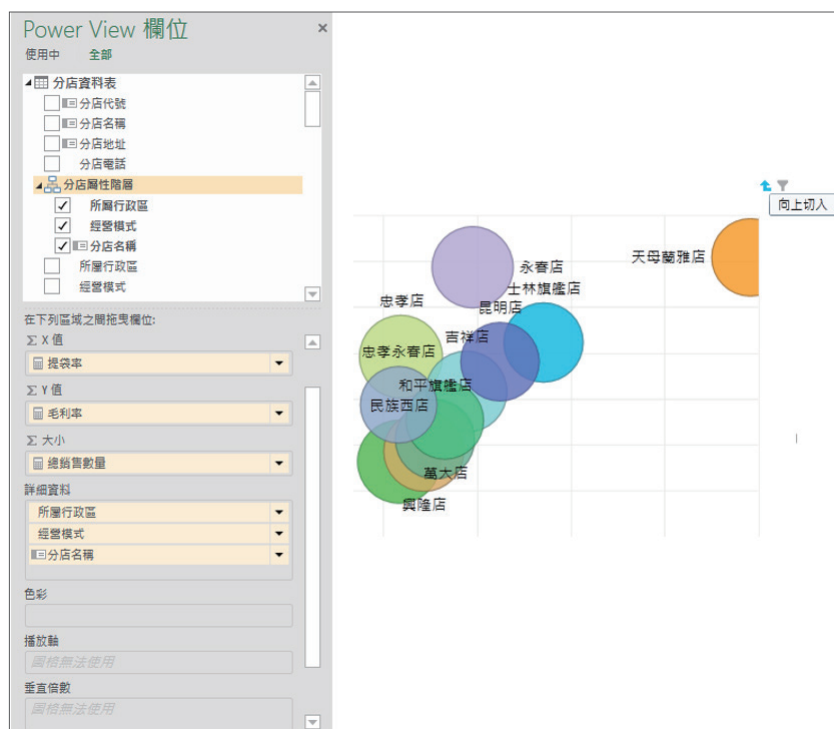 Power View 欄位
使用中 全部
分店資料表
分店代號
分店名稱
分店地址
分店電話
分店屬性階層
所屬行政區
經營模式
分店名稱
所屬行政區
經營模式
在下列區域之間拖曳欄位:
Σ X 值
提袋率
Σ Y 值
毛利率
Σ 大小
總銷售數量
詳細資料
所屬行政區
經營模式
分店名稱
色彩
播放軸
圖格無法使用
垂直倍數
圖格無法使用
向上切入
天母蘭雅店
永春店
士林旗艦店
忠孝店
昆明店
吉祥店
忠孝永春店
和平旗艦店
民族西店
萬大店
興隆店